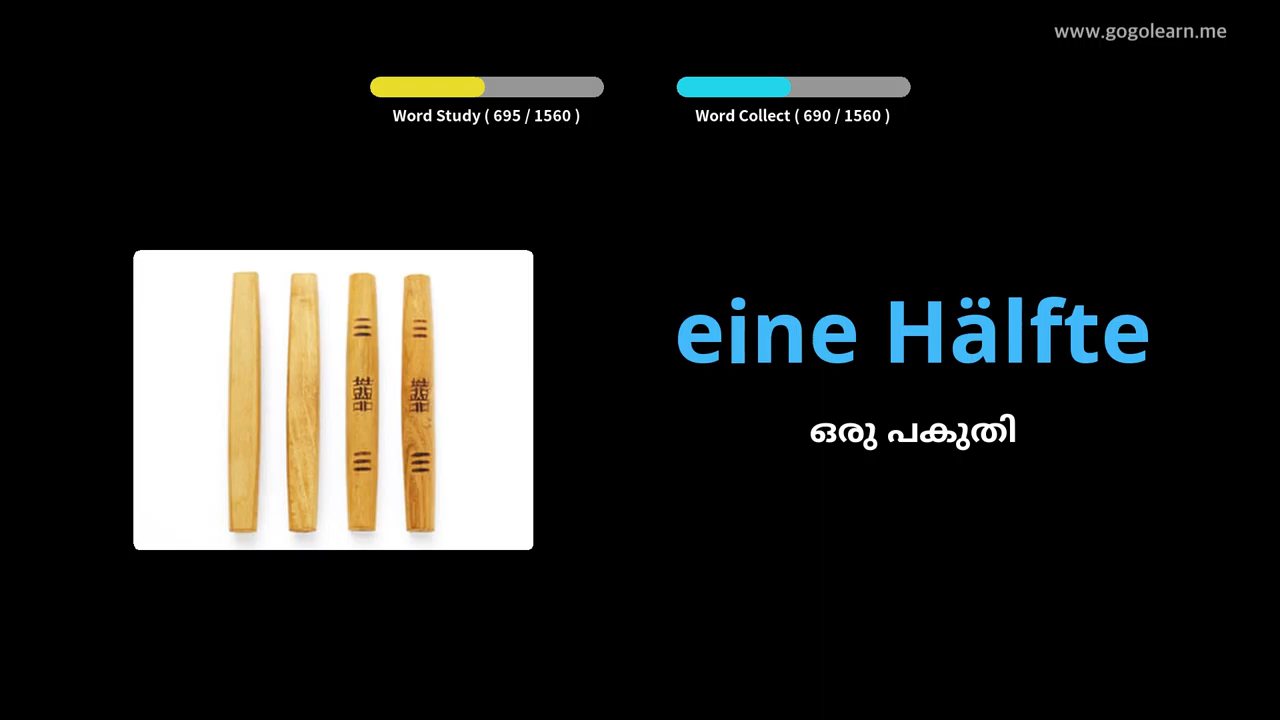 www.gogolearn.me
Word Study ( 695 / 1560 )
Word Collect ( 690 / 1560 )
eine Hälfte
ഒരു പകുതി